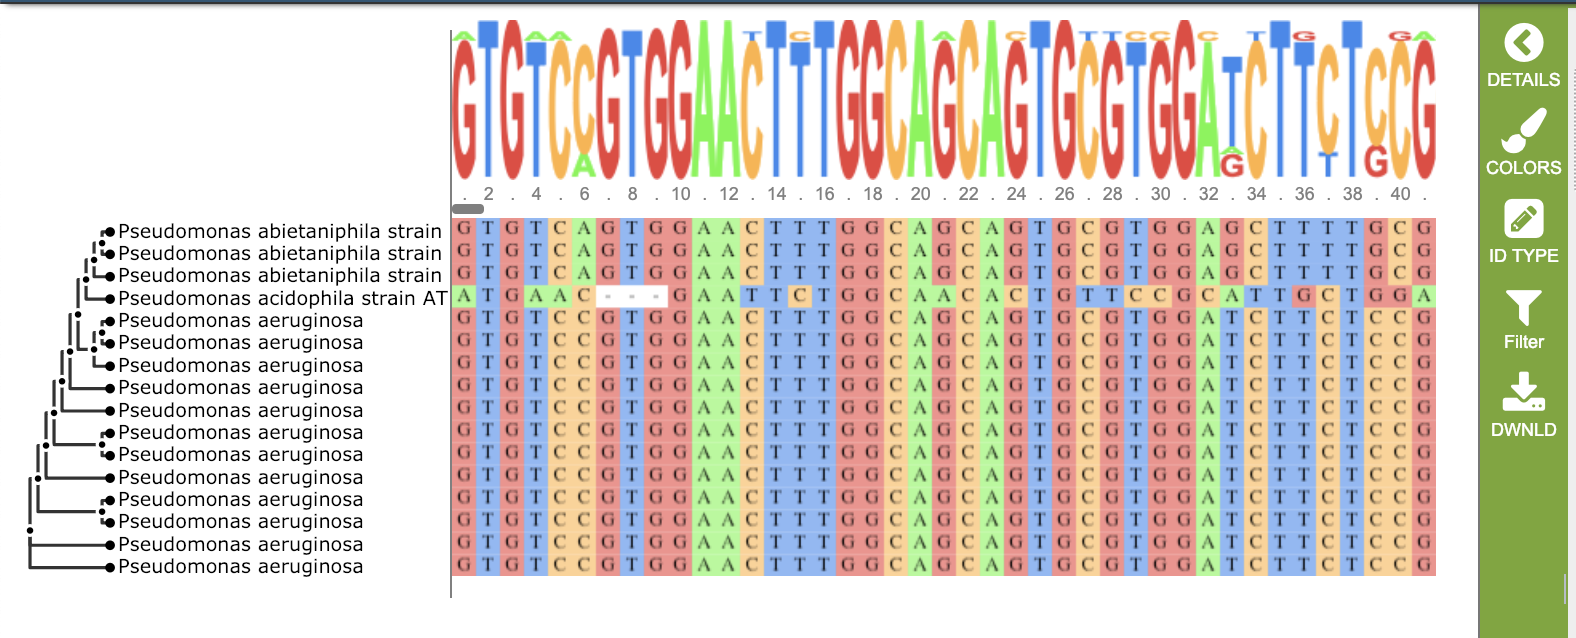 A A A T C A C T T C C C T G G A
G T G T C C G T G G A A C T T T G G C A G C A G T G C G T G G A T C T T C T C C G
A A G T G
. 2 . 4 . 6 . 8 . 10 . 12 . 14 . 16 . 18 . 20 . 22 . 24 . 26 . 28 . 30 . 32 . 34 . 36 . 38 . 40 .
Pseudomonas abietaniphila strain G T G T C A G T G G A A C T T T G G C A G C A G T G C G T G G A G C T T T T G C G
Pseudomonas abietaniphila strain G T G T C A G T G G A A C T T T G G C A G C A G T G C G T G G A G C T T T T G C G
Pseudomonas abietaniphila strain G T G T C A G T G G A A C T T T G G C A G C A G T G C G T G G A G C T T T T G C G
Pseudomonas acidophila strain AT A T G A A C - - - G A A T T C T G G C A A C A C T G T T C C G C A T T G C T G G A
Pseudomonas aeruginosa G T G T C C G T G G A A C T T T G G C A G C A G T G C G T G G A T C T T C T C C G
Pseudomonas aeruginosa G T G T C C G T G G A A C T T T G G C A G C A G T G C G T G G A T C T T C T C C G
Pseudomonas aeruginosa G T G T C C G T G G A A C T T T G G C A G C A G T G C G T G G A T C T T C T C C G
Pseudomonas aeruginosa G T G T C C G T G G A A C T T T G G C A G C A G T G C G T G G A T C T T C T C C G
Pseudomonas aeruginosa G T G T C C G T G G A A C T T T G G C A G C A G T G C G T G G A T C T T C T C C G
Pseudomonas aeruginosa G T G T C C G T G G A A C T T T G G C A G C A G T G C G T G G A T C T T C T C C G
Pseudomonas aeruginosa G T G T C C G T G G A A C T T T G G C A G C A G T G C G T G G A T C T T C T C C G
Pseudomonas aeruginosa G T G T C C G T G G A A C T T T G G C A G C A G T G C G T G G A T C T T C T C C G
Pseudomonas aeruginosa G T G T C C G T G G A A C T T T G G C A G C A G T G C G T G G A T C T T C T C C G
Pseudomonas aeruginosa G T G T C C G T G G A A C T T T G G C A G C A G T G C G T G G A T C T T C T C C G
Pseudomonas aeruginosa G T G T C C G T G G A A C T T T G G C A G C A G T G C G T G G A T C T T C T C C G
Pseudomonas aeruginosa G T G T C C G T G G A A C T T T G G C A G C A G T G C G T G G A T C T T C T C C G
DETAILS
COLORS
ID TYPE
Filter
DWNLD